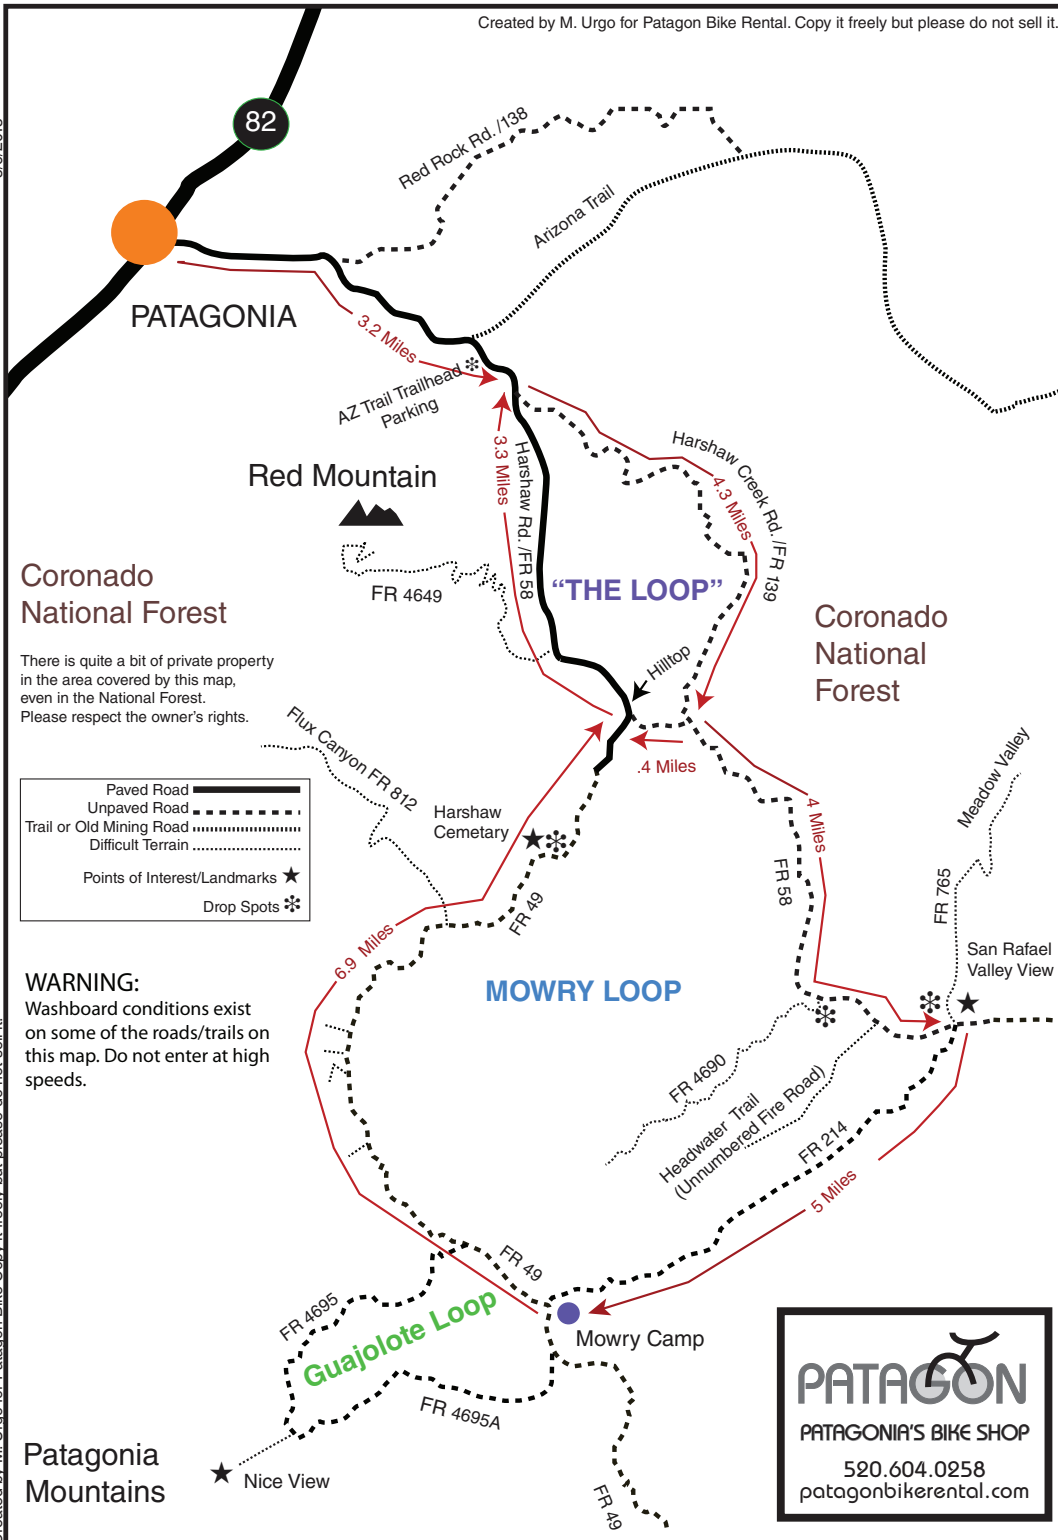 Created by M. Urgo for Patagon Bike Rental. Copy it freely but please do not sell it.
82
Red Rock Rd. /138
Arizona Trail
PATAGONIA
3.2 Miles
AZ Trail Trailhead
Parking
Harshaw Creek Rd. /FR 139
4.3 Miles
3.3 Miles
Harshaw Rd. /FR 58
Red Mountain
FR 4649
"THE LOOP"
Coronado
National Forest
Coronado
National
Forest
There is quite a bit of private property
in the area covered by this map,
even in the National Forest.
Please respect the owner's rights.
Hilltop
Flux Canyon FR 812
.4 Miles
Meadow Valley
Paved Road
Unpaved Road
Trail or Old Mining Road
Difficult Terrain
Points of Interest/Landmarks
Drop Spots
Harshaw
Cemetary
4 Miles
FR 58
FR 765
FR 49
6.9 Miles
San Rafael
Valley View
WARNING:
Washboard conditions exist
on some of the roads/trails on
this map. Do not enter at high
speeds.
MOWRY LOOP
FR 4690
Headwater Trail
(Unnumbered Fire Road)
FR 214
5 Miles
FR 49
FR 4695
Guajolote Loop
Mowry Camp
FR 4695A
Patagonia
Mountains
Nice View
FR 49
PATAGON
PATAGONIA'S BIKE SHOP
520.604.0258
patagonbikerental.com